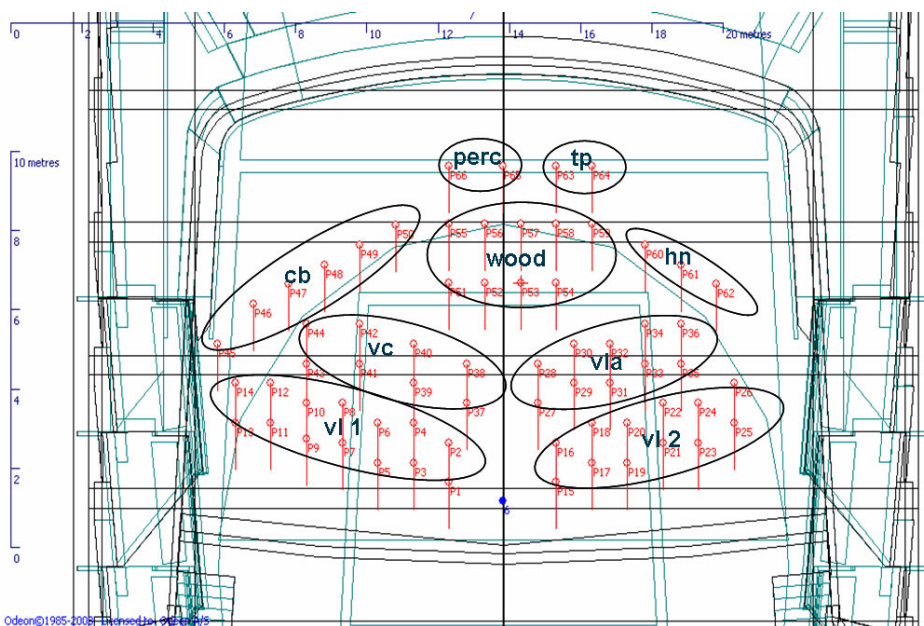 7
0 2 4 6 8 10 12 14 16 18 20 metres
10 metres
perc tp
P66 P65 P63 P64
8
P50 P55 P56 P57 P58 P59
P49 P60
cb wood hn
P48 P61
P47 P51 P52 P53 P54 P62
P46
6
P44 P42 P34 P36
P45 vc P40 P30 P32 vla
P43 P41 P38 P28 P33 P35
4
P14 P12 P39 P29 P31 P26
P10 P8 P37 P27 P22 P24
P13 P11 vl 1 P6 P4 P18 P20 vl 2 P25
P9 P7 P2 P16 P21 P23
2
P5 P3 P17 P19
P1 P15
6
0
Odeon©1985-200 Licensed to: A/S